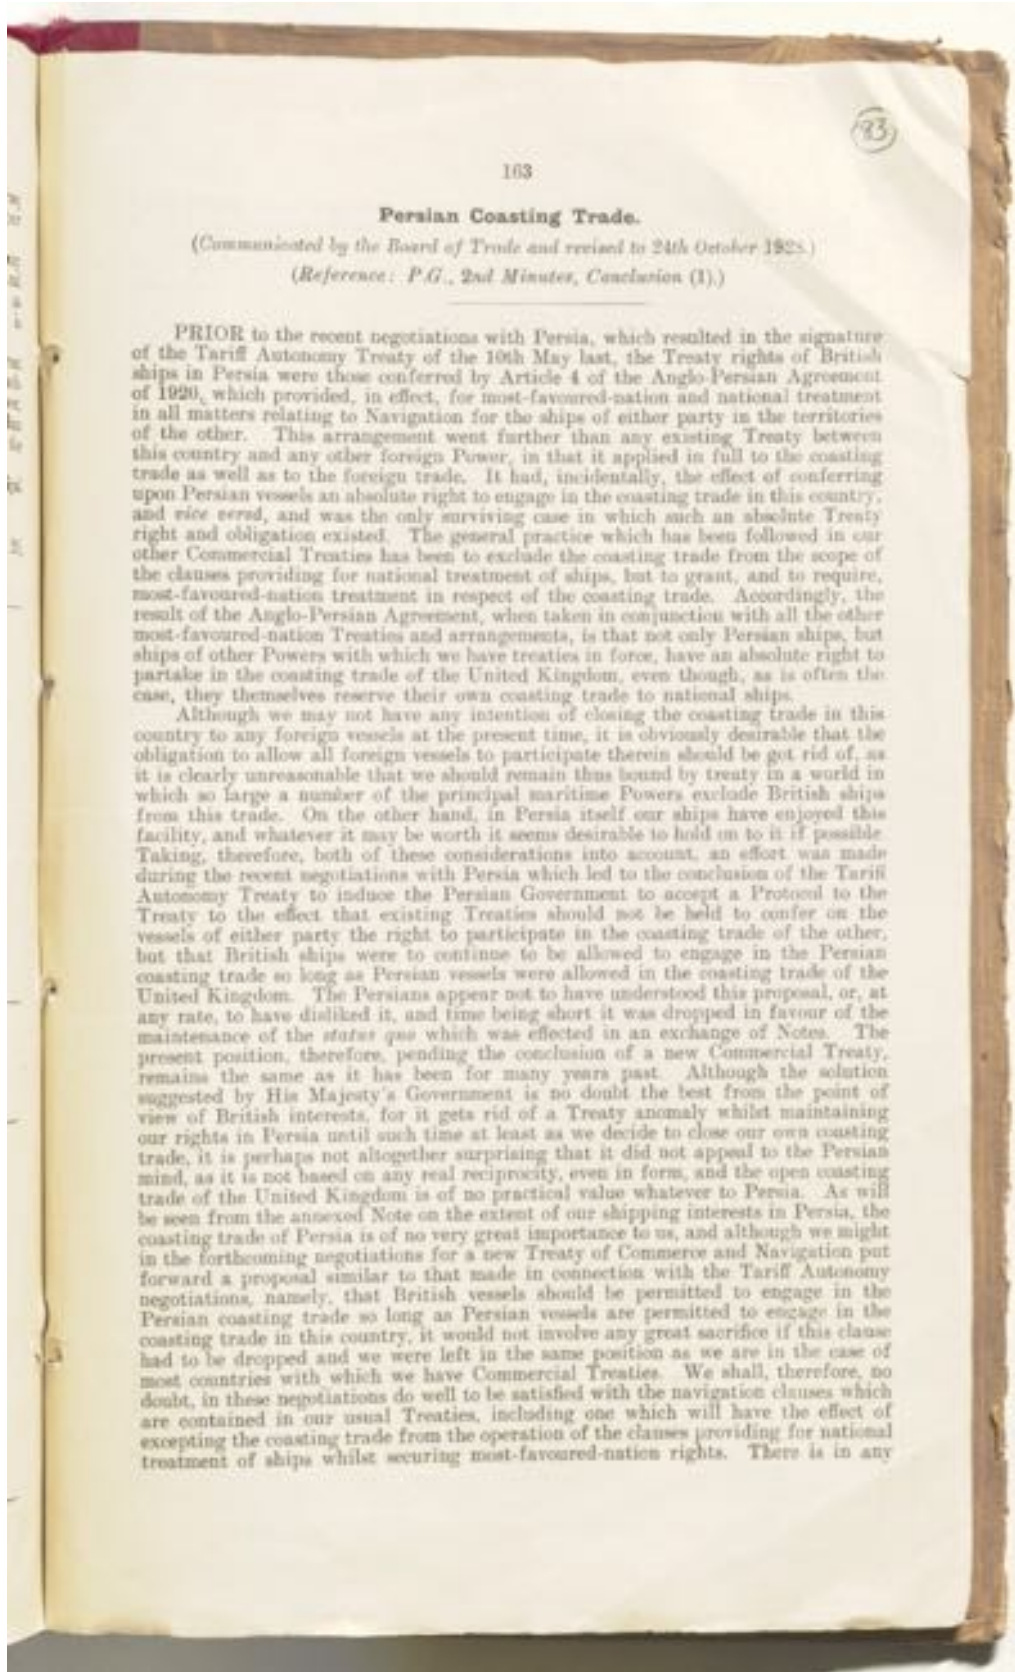 83
163
Persian Coasting Trade.
(Communicated by the Board of Trade and revised to 24th October 1928.)
(Reference: P.G., 2nd Minutes, Conclusion (1).)
PRIOR to the recent negotiations with Persia, which resulted in the signature
of the Tariff Autonomy Treaty of the 10th May last, the Treaty rights of British
ships in Persia were those conferred by Article 4 of the Anglo-Persian Agreement
of 1920, which provided, in effect, for most-favoured-nation and national treatment
in all matters relating to Navigation for the ships of either party in the territories
of the other. This arrangement went further than any existing Treaty between
this country and any other foreign Power, in that it applied in full to the coasting
trade as well as to the foreign trade. It had, incidentally, the effect of conferring
upon Persian vessels an absolute right to engage in the coasting trade in this country,
and vice versâ, and was the only surviving case in which such an absolute Treaty
right and obligation existed. The general practice which has been followed in our
other Commercial Treaties has been to exclude the coasting trade from the scope of
the clauses providing for national treatment of ships, but to grant, and to require,
most-favoured-nation treatment in respect of the coasting trade. Accordingly, the
result of the Anglo-Persian Agreement, when taken in conjunction with all the other
most-favoured-nation Treaties and arrangements, is that not only Persian ships, but
ships of other Powers with which we have treaties in force, have an absolute right to
partake in the coasting trade of the United Kingdom, even though, as is often the
case, they themselves reserve their own coasting trade to national ships.
Although we may not have any intention of closing the coasting trade in this
country to any foreign vessels at the present time, it is obviously desirable that the
obligation to allow all foreign vessels to participate therein should be got rid of, as
it is clearly unreasonable that we should remain thus bound by treaty in a world in
which so large a number of the principal maritime Powers exclude British ships
from this trade. On the other hand, in Persia itself our ships have enjoyed this
facility, and whatever it may be worth it seems desirable to hold on to it if possible.
Taking, therefore, both of these considerations into account, an effort was made
during the recent negotiations with Persia which led to the conclusion of the Tariff
Autonomy Treaty to induce the Persian Government to accept a Protocol to the
Treaty to the effect that existing Treaties should not be held to confer on the
vessels of either party the right to participate in the coasting trade of the other,
but that British ships were to continue to be allowed to engage in the Persian
coasting trade so long as Persian vessels were allowed in the coasting trade of the
United Kingdom. The Persians appear not to have understood this proposal, or, at
any rate, to have disliked it, and time being short it was dropped in favour of the
maintenance of the status quo which was effected in an exchange of Notes. The
present position, therefore, pending the conclusion of a new Commercial Treaty,
remains the same as it has been for many years past. Although the solution
suggested by His Majesty's Government is no doubt the best from the point of
view of British interests, for it gets rid of a Treaty anomaly whilst maintaining
our rights in Persia until such time at least as we decide to close our own coasting
trade, it is perhaps not altogether surprising that it did not appeal to the Persian
mind, as it is not based on any real reciprocity, even in form, and the open coasting
trade of the United Kingdom is of no practical value whatever to Persia. As will
be seen from the annexed Note on the extent of our shipping interests in Persia, the
coasting trade of Persia is of no very great importance to us, and although we might
in the forthcoming negotiations for a new Treaty of Commerce and Navigation put
forward a proposal similar to that made in connection with the Tariff Autonomy
negotiations, namely, that British vessels should be permitted to engage in the
Persian coasting trade so long as Persian vessels are permitted to engage in the
coasting trade in this country, it would not involve any great sacrifice if this clause
had to be dropped and we were left in the same position as we are in the case of
most countries with which we have Commercial Treaties. We shall, therefore, no
doubt, in these negotiations do well to be satisfied with the navigation clauses which
are contained in our usual Treaties, including one which will have the effect of
excepting the coasting trade from the operation of the clauses providing for national
treatment of ships whilst securing most-favoured-nation rights. There is in any